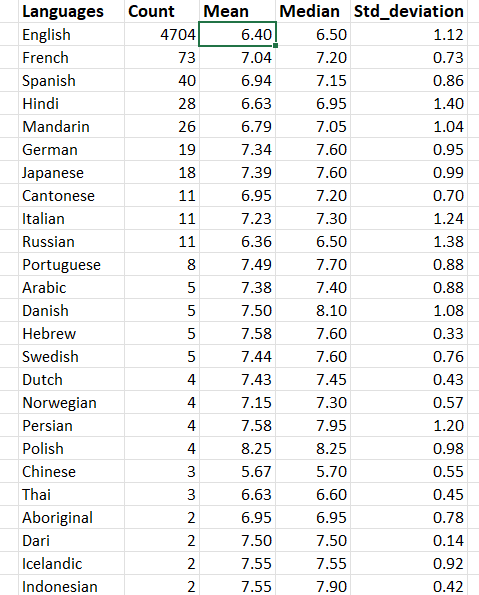 Languages Count Mean Median Std_deviation
English 4704 6.40 6.50 1.12
French 73 7.04 7.20 0.73
Spanish 40 6.94 7.15 0.86
Hindi 28 6.63 6.95 1.40
Mandarin 26 6.79 7.05 1.04
German 19 7.34 7.60 0.95
Japanese 18 7.39 7.60 0.99
Cantonese 11 6.95 7.20 0.70
Italian 11 7.23 7.30 1.24
Russian 11 6.36 6.50 1.38
Portuguese 8 7.49 7.70 0.88
Arabic 5 7.38 7.40 0.88
Danish 5 7.50 8.10 1.08
Hebrew 5 7.58 7.60 0.33
Swedish 5 7.44 7.60 0.76
Dutch 4 7.43 7.45 0.43
Norwegian 4 7.15 7.30 0.57
Persian 4 7.58 7.95 1.20
Polish 4 8.25 8.25 0.98
Chinese 3 5.67 5.70 0.55
Thai 3 6.63 6.60 0.45
Aboriginal 2 6.95 6.95 0.78
Dari 2 7.50 7.50 0.14
Icelandic 2 7.55 7.55 0.92
Indonesian 2 7.55 7.90 0.42